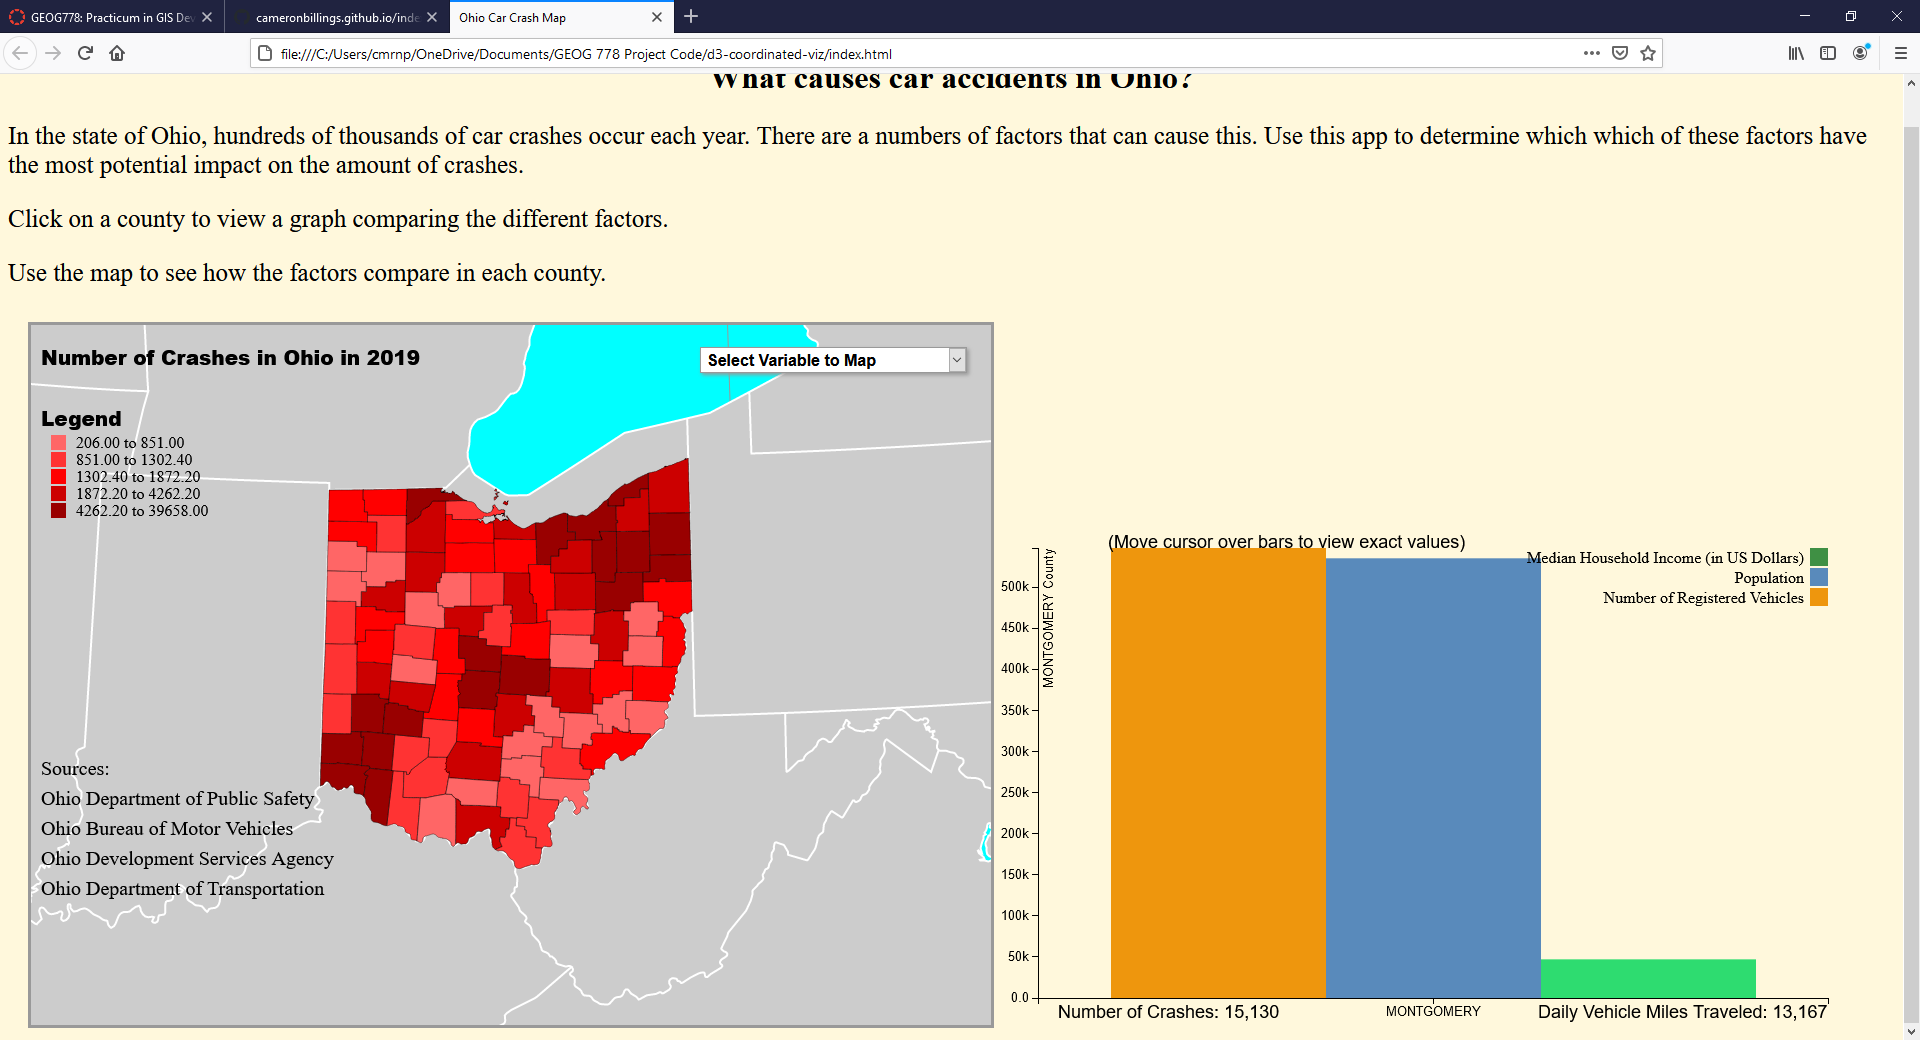 GEOG778: Practicum in GIS Dev
cameronbillings.github.io/inde
Ohio Car Crash Map
file:///C:/Users/cmrnp/OneDrive/Documents/GEOG 778 Project Code/d3-coordinated-viz/index.html
What causes car accidents in Ohio?
In the state of Ohio, hundreds of thousands of car crashes occur each year. There are a numbers of factors that can cause this. Use this app to determine which which of these factors have
the most potential impact on the amount of crashes.
Click on a county to view a graph comparing the different factors.
Use the map to see how the factors compare in each county.
Number of Crashes in Ohio in 2019
Select Variable to Map
Legend
206.00 to 851.00
851.00 to 1302.40
1302.40 to 1872.20
1872.20 to 4262.20
4262.20 to 39658.00
Sources:
Ohio Department of Public Safety
Ohio Bureau of Motor Vehicles
Ohio Development Services Agency
Ohio Department of Transportation
(Move cursor over bars to view exact values)
MONTGOMERY County
Median Household Income (in US Dollars)
Population
Number of Registered Vehicles
500k
450k
400k
350k
300k
250k
200k
150k
100k
50k
0.0
Number of Crashes: 15,130
MONTGOMERY
Daily Vehicle Miles Traveled: 13,167